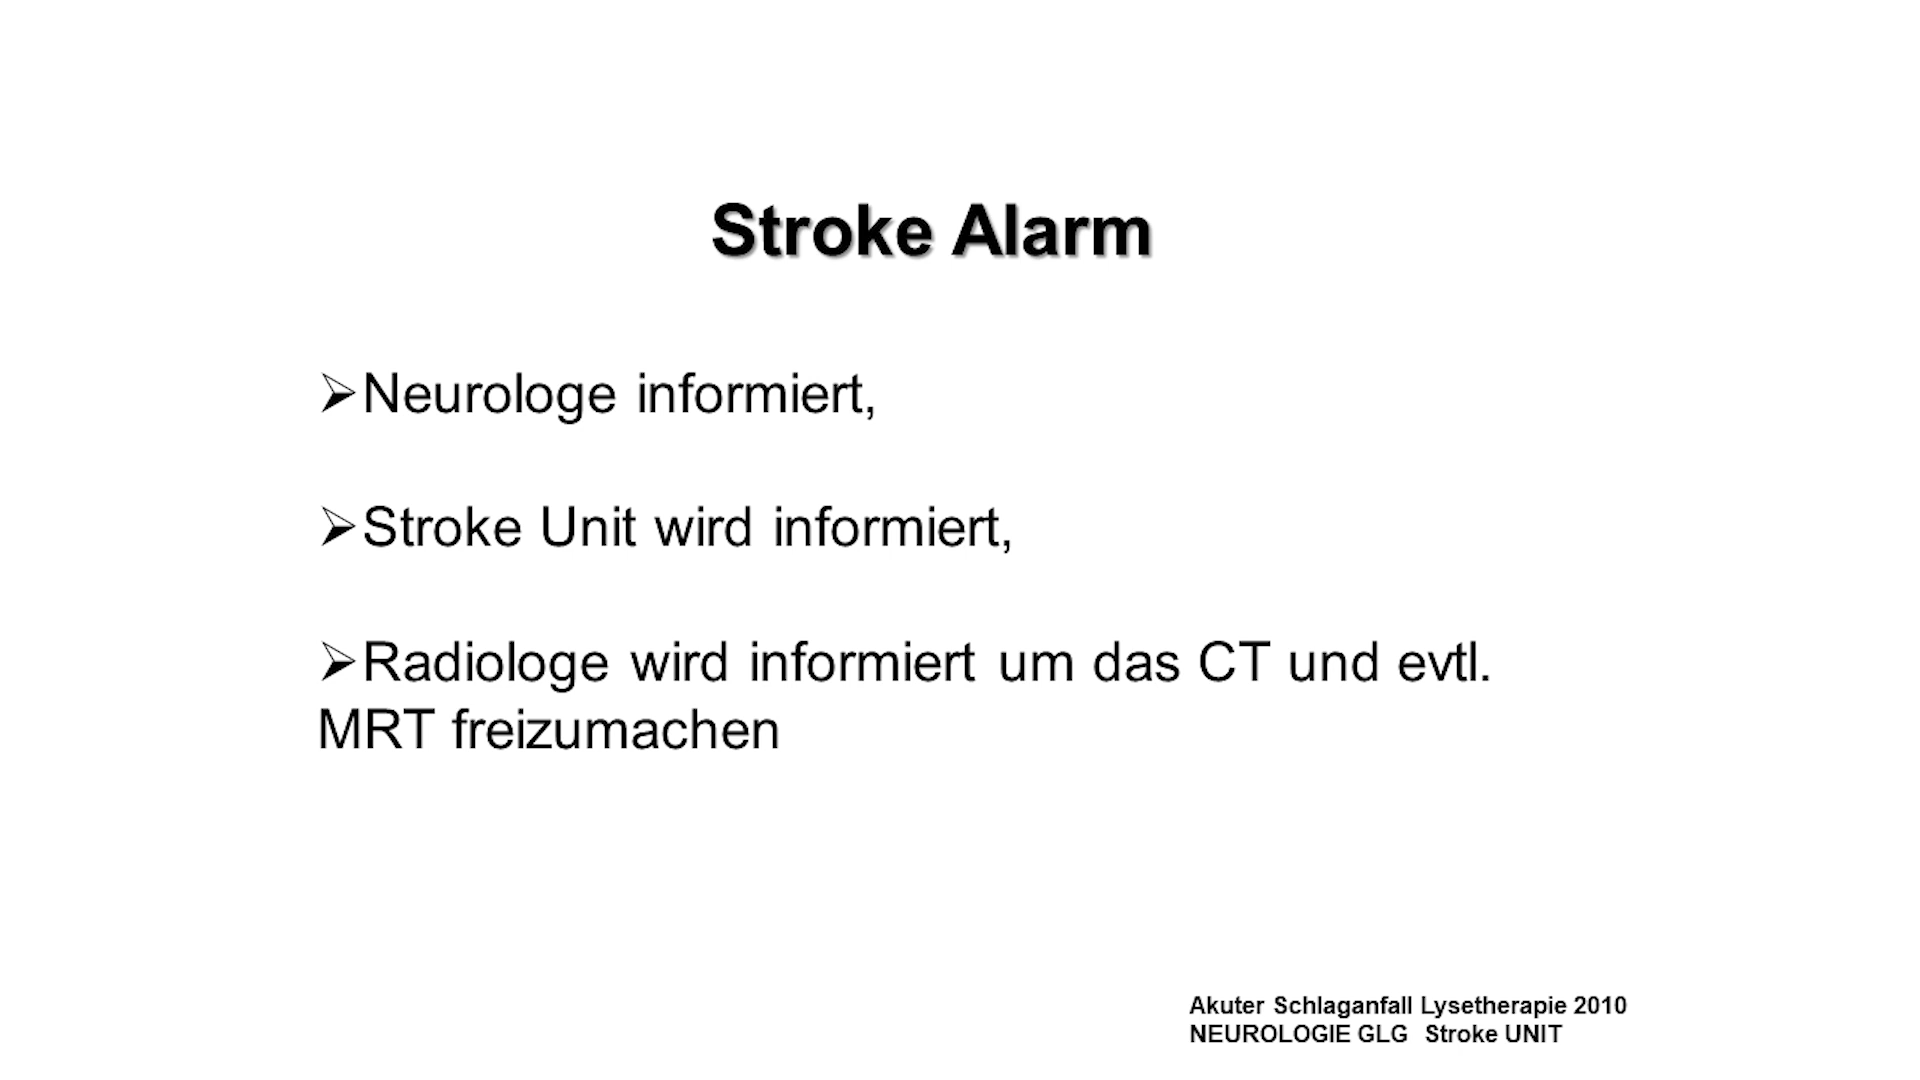 Stroke Alarm
➢Neurologe informiert,
➢Stroke Unit wird informiert,
➢Radiologe wird informiert um das CT und evtl.
MRT freizumachen
Akuter Schlaganfall Lysetherapie 2010
NEUROLOGIE GLG Stroke UNIT